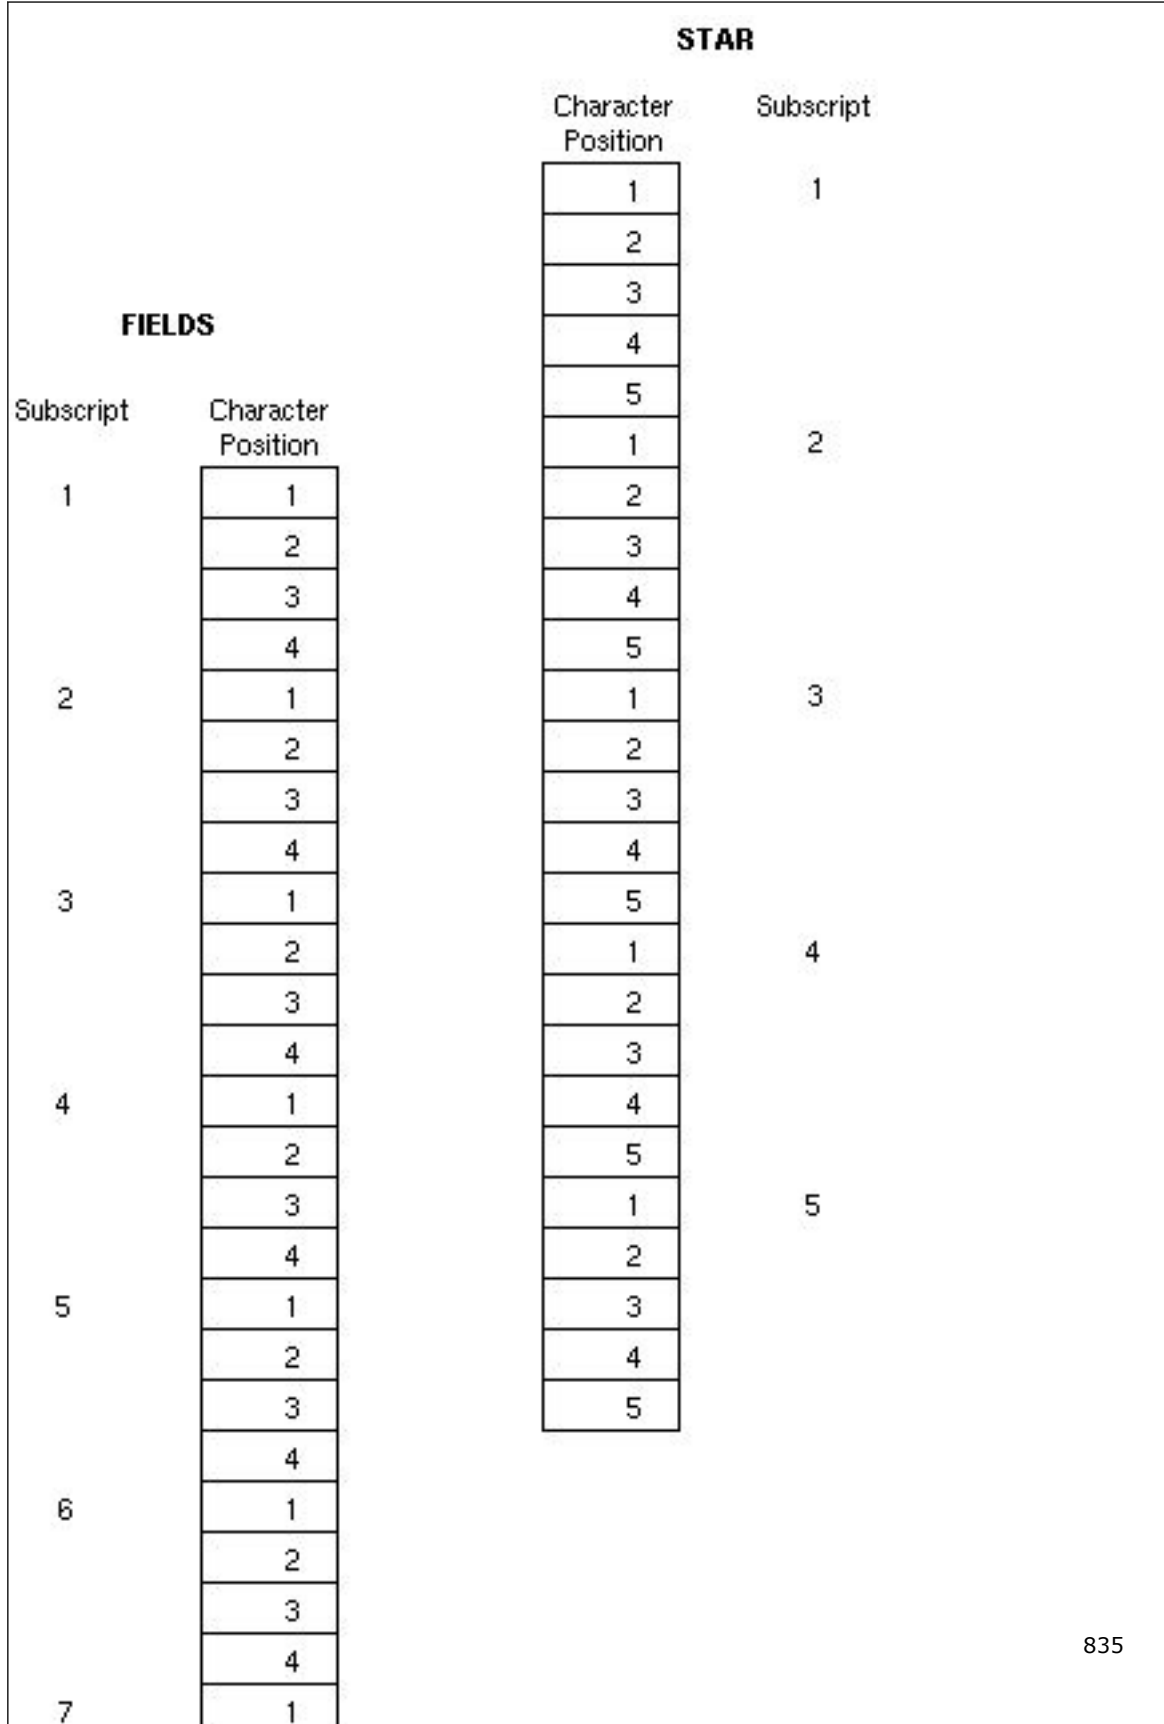 STAR
Character Subscript
Position
1 1
2
3
FIELDS
4
5
Subscript Character
Position
1 2
1 1 2
2 3
3 4
4 5
2 1 1 3
2 2
3 3
4 4
3 1 5
2 1 4
3 2
4 3
4 1 4
2 5
3 1 5
4 2
5 1 3
2 4
3 5
4
6 1
2
3
4
835
7 1